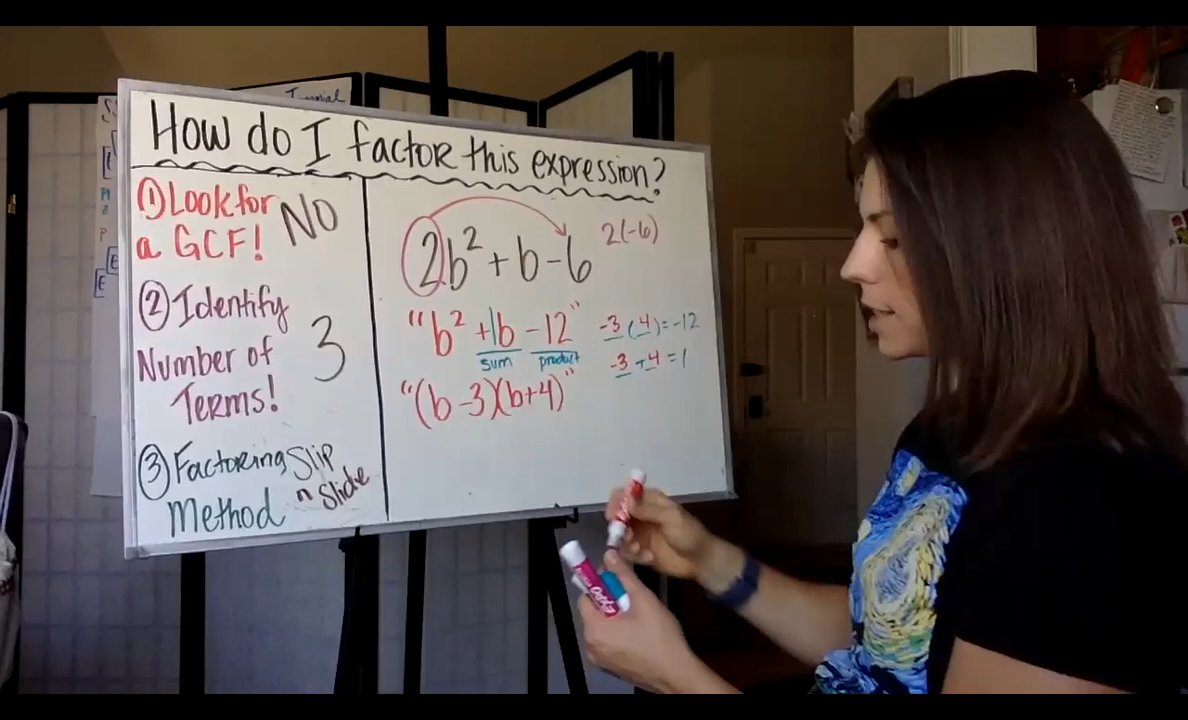 How do I factor this expression?
① Look for
a GCF!
NO
② Identify
Number of
Terms!
3
③ Factoring
Method
Slip
n
Slide
2b² + b - 6
2(-6)
"b² + 1b - 12"
sum product
-3 (4) = -12
-3 + 4 = 1
"(b - 3)(b + 4)"